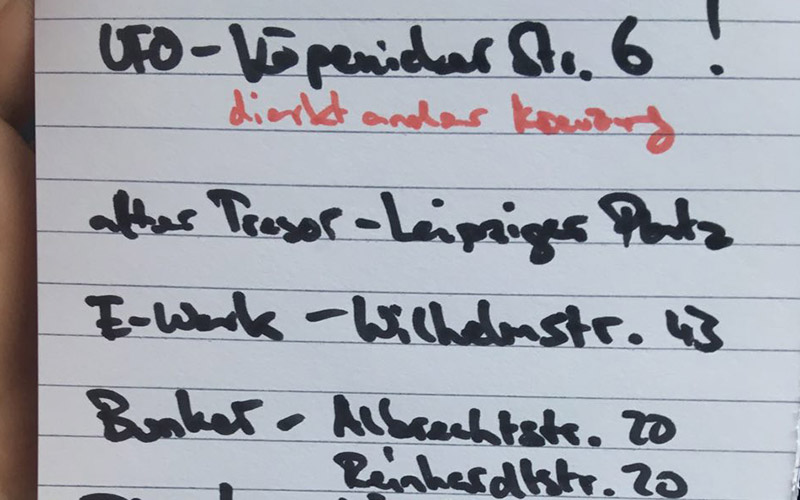 UFO - Köpenicker Str. 6 !
direkt an der Kreuzung
alter Tresor - Leipziger Platz
E-Werk - Wilhelmstr. 43
Bunker - Albrechtstr. 20
Reinhardtstr. 20